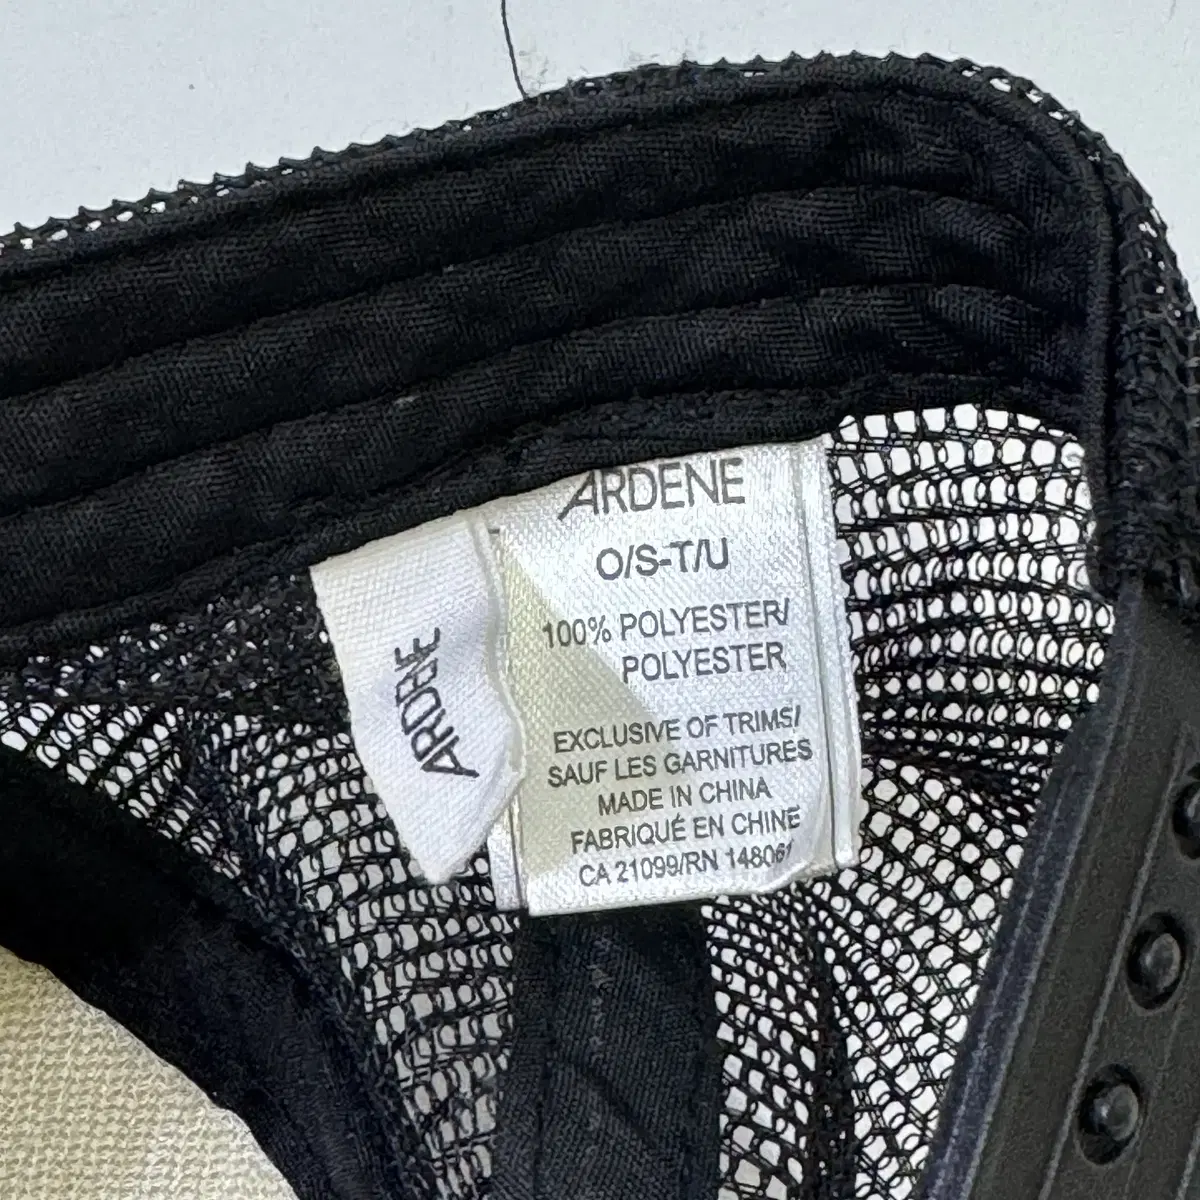 ARDENE
O/S-T/U
100% POLYESTER/
POLYESTER
EXCLUSIVE OF TRIMS/
SAUF LES GARNITURES
MADE IN CHINA
FABRIQUÉ EN CHINE
CA 21099/RN 148061
ARDENE